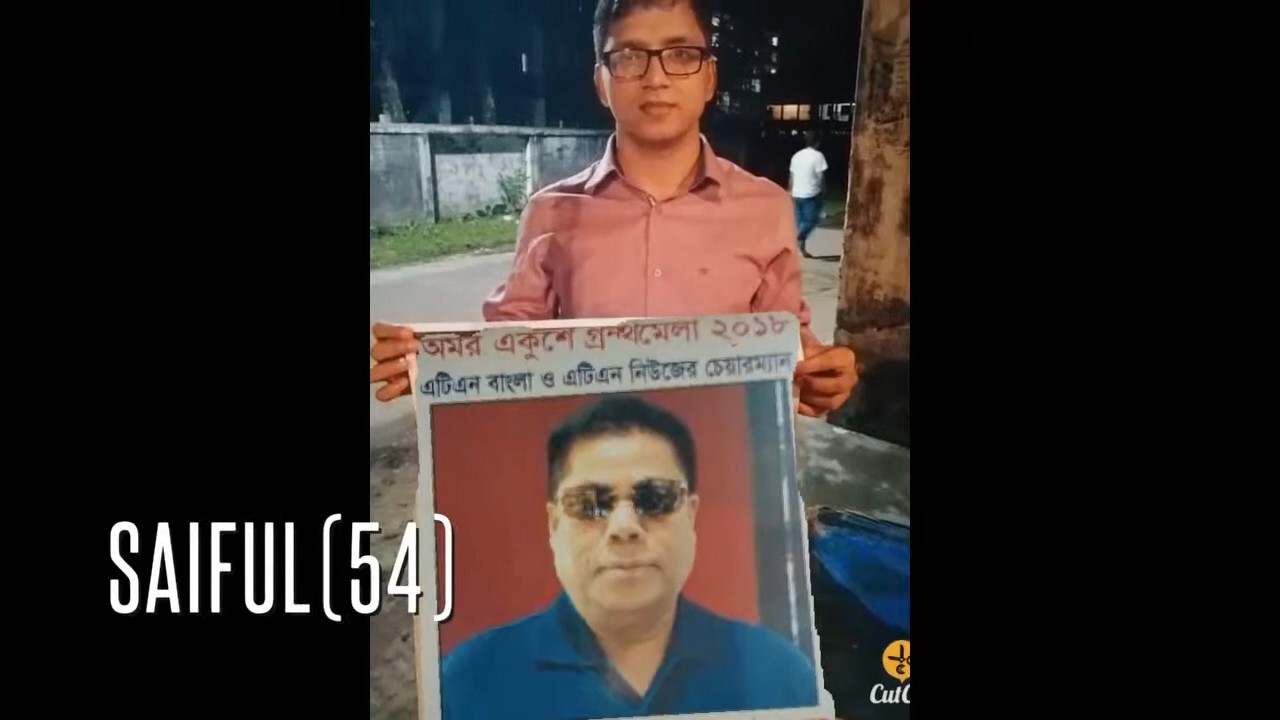 অমর একুশে গ্রন্থমেলা ২০১৮
এটিএন বাংলা ও এটিএন নিউজের চেয়ারম্যান
SAIFUL(54)